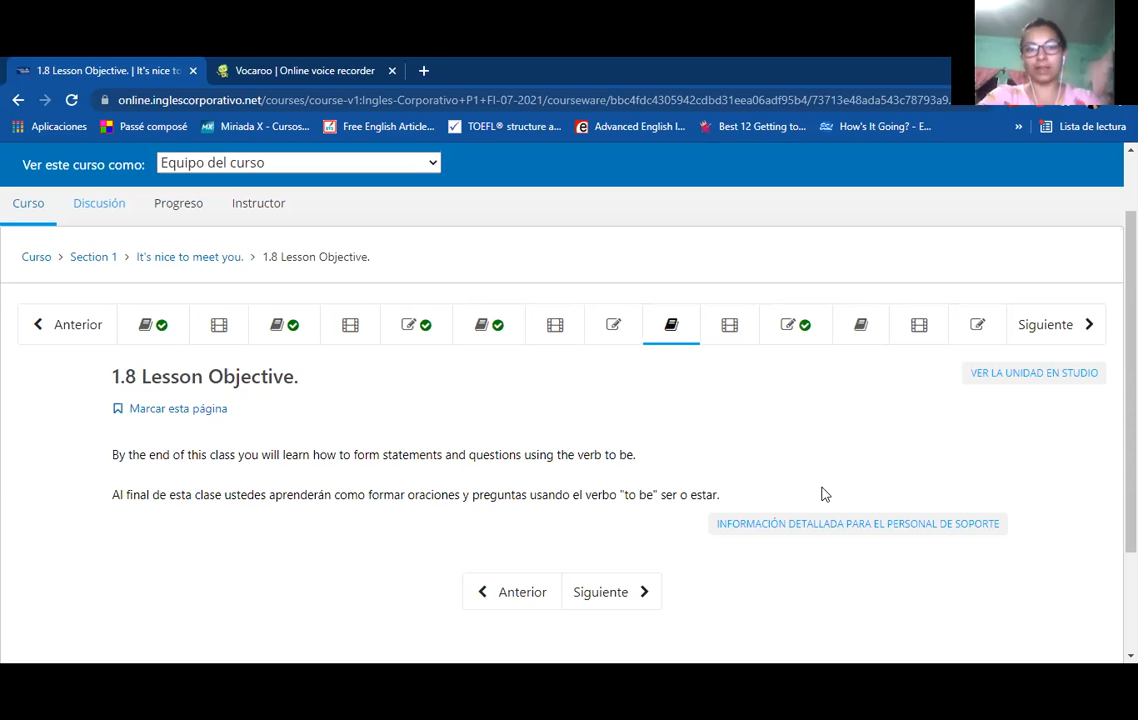 1.8 Lesson Objective. | It's nice to
Vocaroo | Online voice recorder
online.inglescorporativo.net/courses/course-v1:Ingles-Corporativo+P1+FI-07-2021/courseware/bbc4fdc4305942cdbd31eea06adf95b4/73713e48ada543c78793a9...
Aplicaciones Passé composé Miriada X - Cursos... Free English Article... TOEFL® structure a... Advanced English l... Best 12 Getting to... How's It Going? - E... » Lista de lectura
Ver este curso como: Equipo del curso
Curso Discusión Progreso Instructor
Curso > Section 1 > It's nice to meet you. > 1.8 Lesson Objective.
Anterior Siguiente
1.8 Lesson Objective.
VER LA UNIDAD EN STUDIO
Marcar esta página
By the end of this class you will learn how to form statements and questions using the verb to be.
Al final de esta clase ustedes aprenderán como formar oraciones y preguntas usando el verbo "to be" ser o estar.
INFORMACIÓN DETALLADA PARA EL PERSONAL DE SOPORTE
Anterior Siguiente